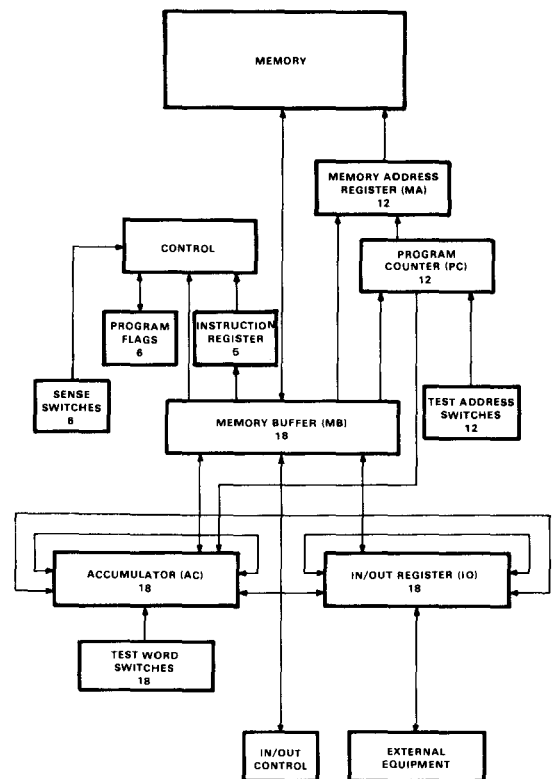 MEMORY
MEMORY ADDRESS
REGISTER (MA)
12
CONTROL
PROGRAM
COUNTER (PC)
12
PROGRAM
FLAGS
6
INSTRUCTION
REGISTER
5
SENSE
SWITCHES
6
MEMORY BUFFER (MB)
18
TEST ADDRESS
SWITCHES
12
ACCUMULATOR (AC)
18
IN/OUT REGISTER (IO)
18
TEST WORD
SWITCHES
18
IN/OUT
CONTROL
EXTERNAL
EQUIPMENT